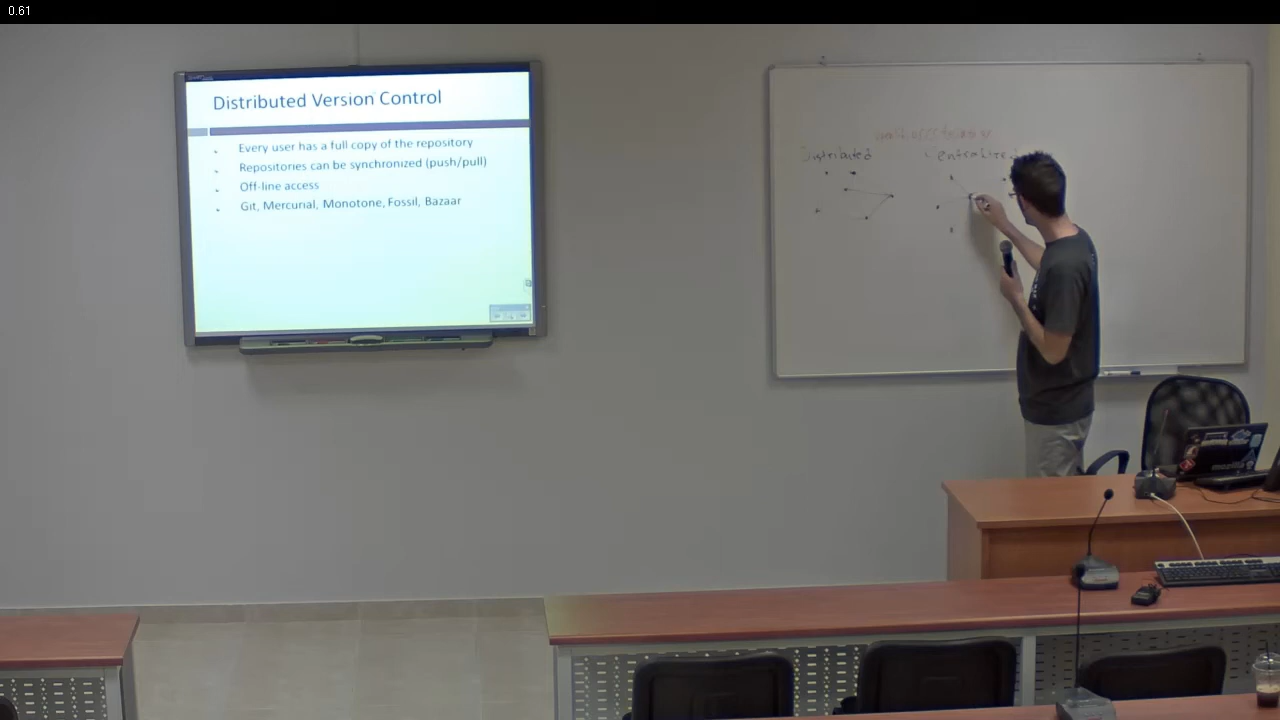 0.61
Distributed Version Control
Every user has a full copy of the repository
Repositories can be synchronized (push/pull)
Off-line access
Git, Mercurial, Monotone, Fossil, Bazaar
Distributed